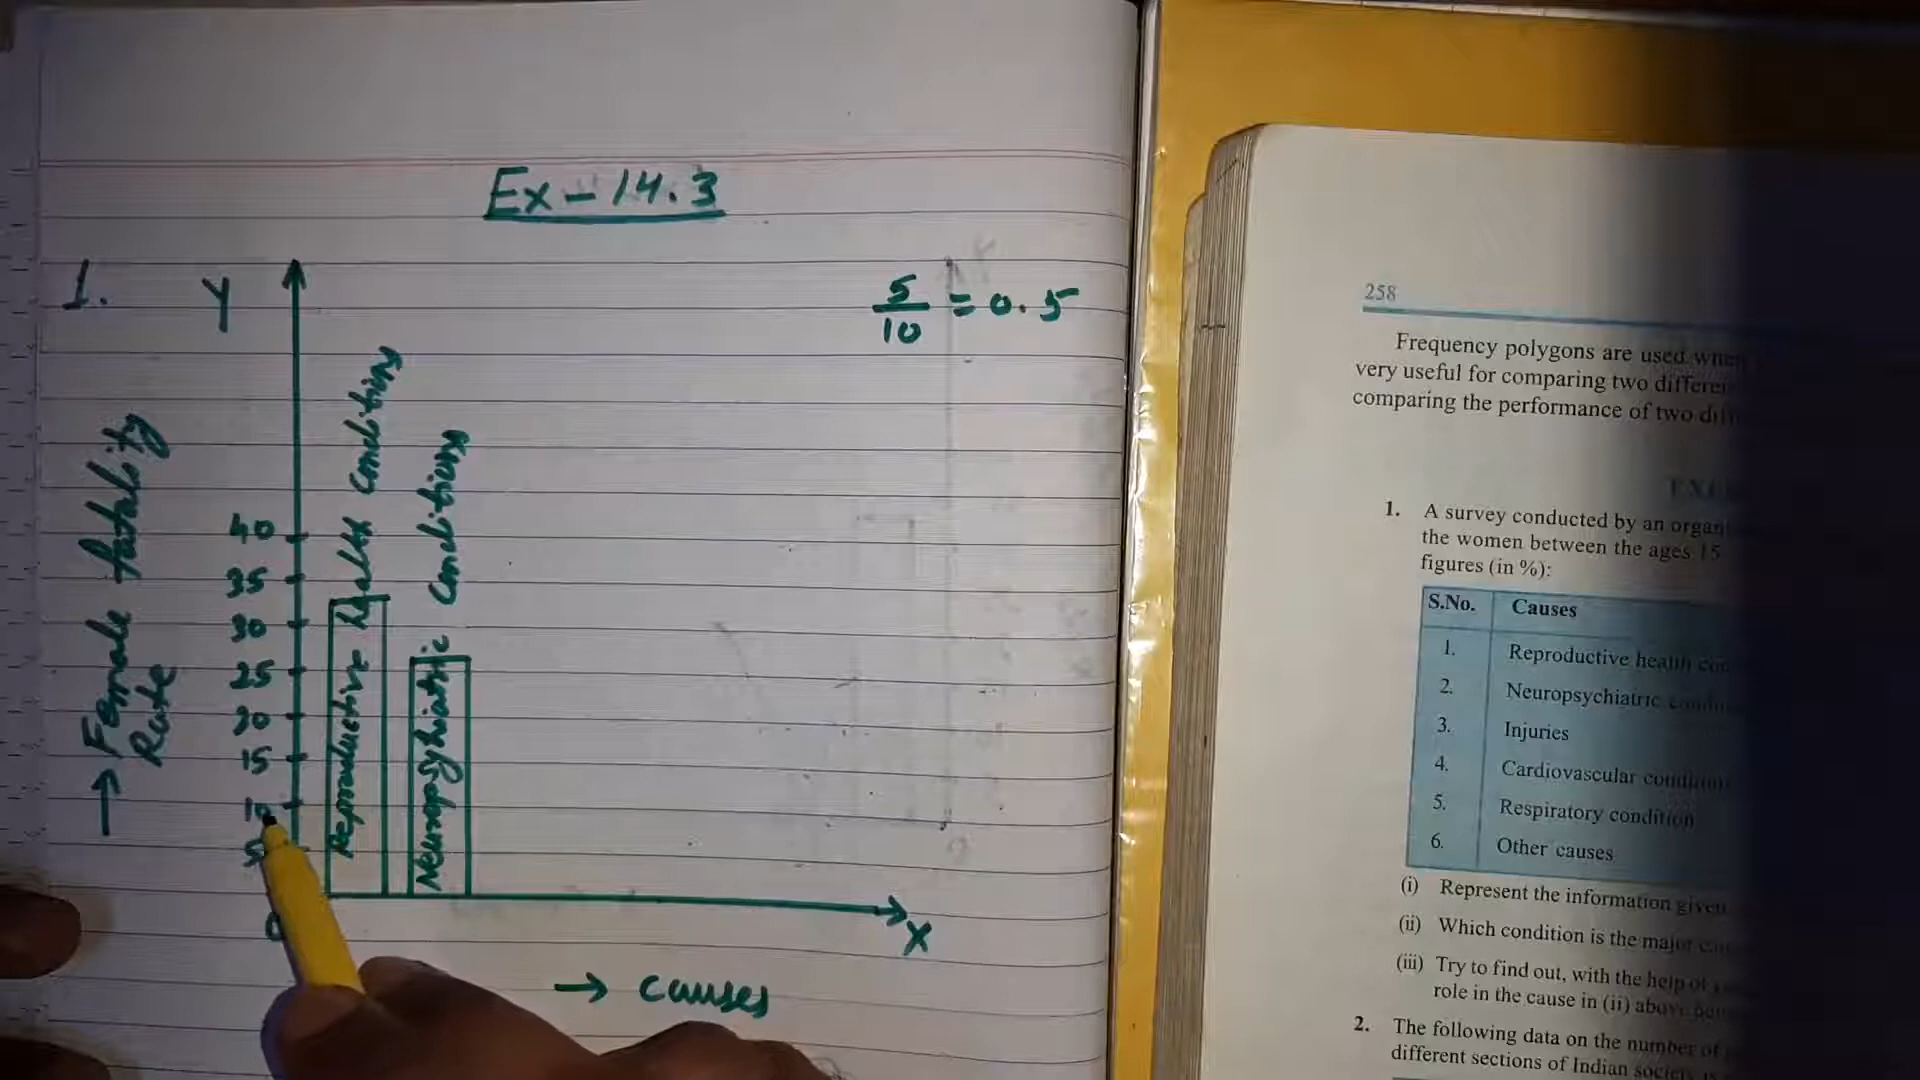 Ex-14.3
1.
Y
5/10 = 0.5
→ Female fatality
Rate
40
35
30
25
20
15
10
5
0
Reproductive health conditions
Neuropsyhiatric conditions
X
→ causes
258
Frequency polygons are used
very useful for comparing two
comparing the performance of two
1. A survey conducted by an
the women between the ages 15
figures (in %):
S.No. Causes
1. Reproductive health
2. Neuropsychiatric
3. Injuries
4. Cardiovascular conditions
5. Respiratory condition
6. Other causes
(i) Represent the information given
(ii) Which condition is the major
(iii) Try to find out, with the help of
role in the cause in (ii) above
2. The following data on the number of
different sections of Indian society is